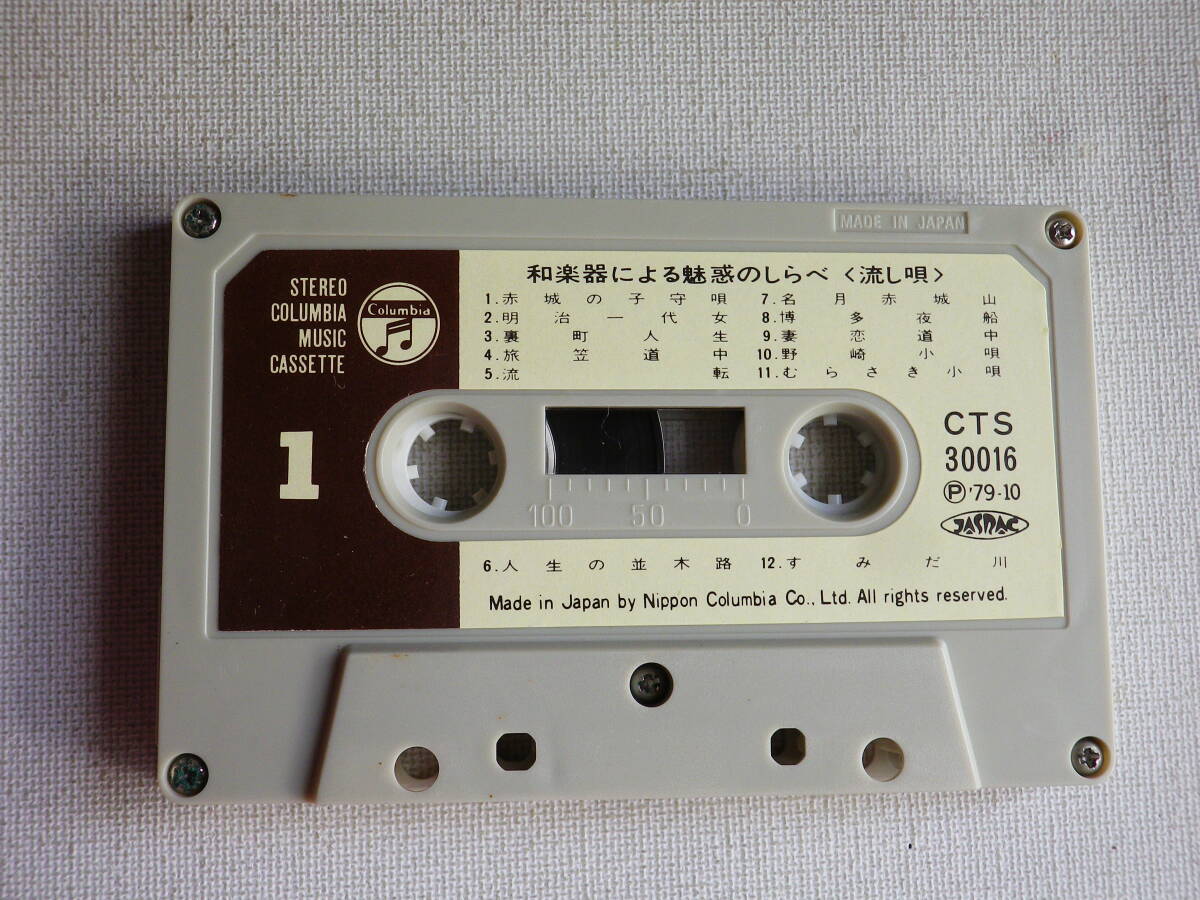 MADE IN JAPAN
STEREO
COLUMBIA
MUSIC
CASSETTE
Columbia
1
和楽器による魅惑のしらべ〈流し唄〉
1.赤城の子守唄
2.明治一代女
3.裏町人生
4.旅笠道中
5.流転
7.名月赤城山
8.博多夜船
9.妻恋道中
10.野崎小唄
11.むらさき小唄
CTS
30016
Ⓟ'79-10
JASRAC
100 50 0
6.人生の並木路
12.すみだ川
Made in Japan by Nippon Columbia Co., Ltd. All rights reserved.